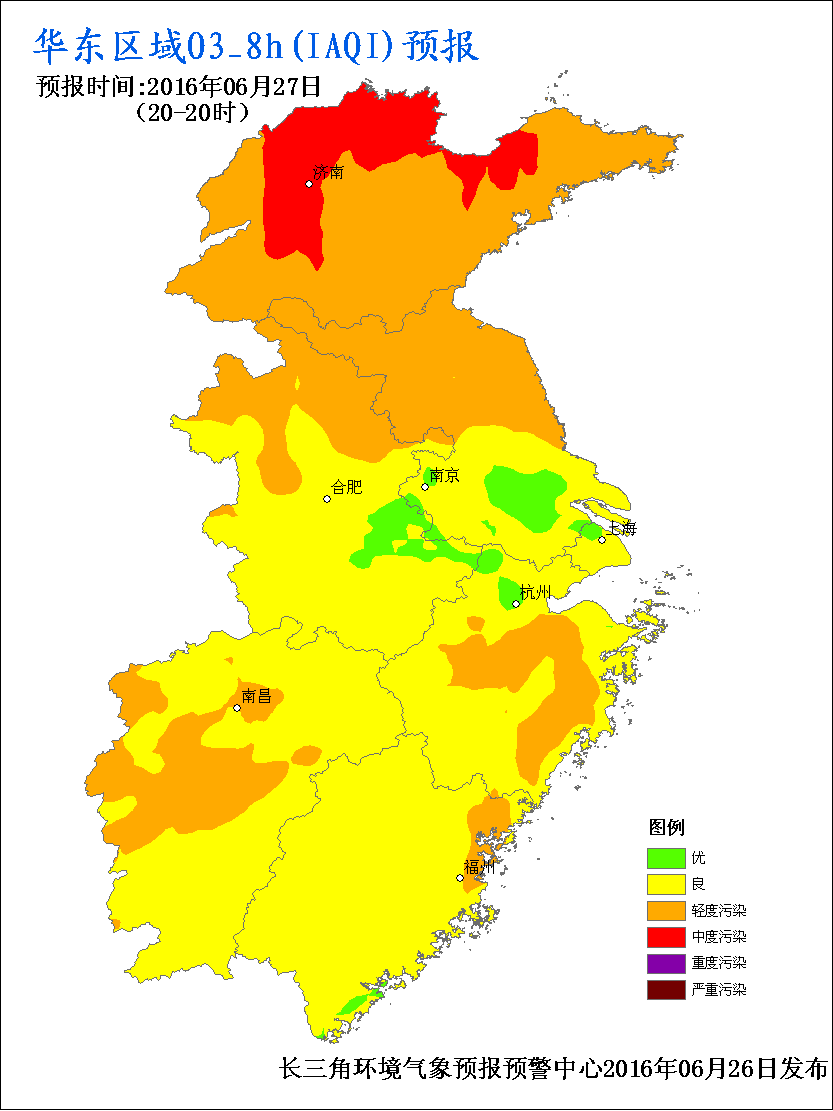 华东区域O3_8h(IAQI)预报
预报时间:2016年06月27日
(20-20时)
济南
南京
合肥
上海
杭州
南昌
福州
图例
优
良
轻度污染
中度污染
重度污染
严重污染
长三角环境气象预报预警中心2016年06月26日发布